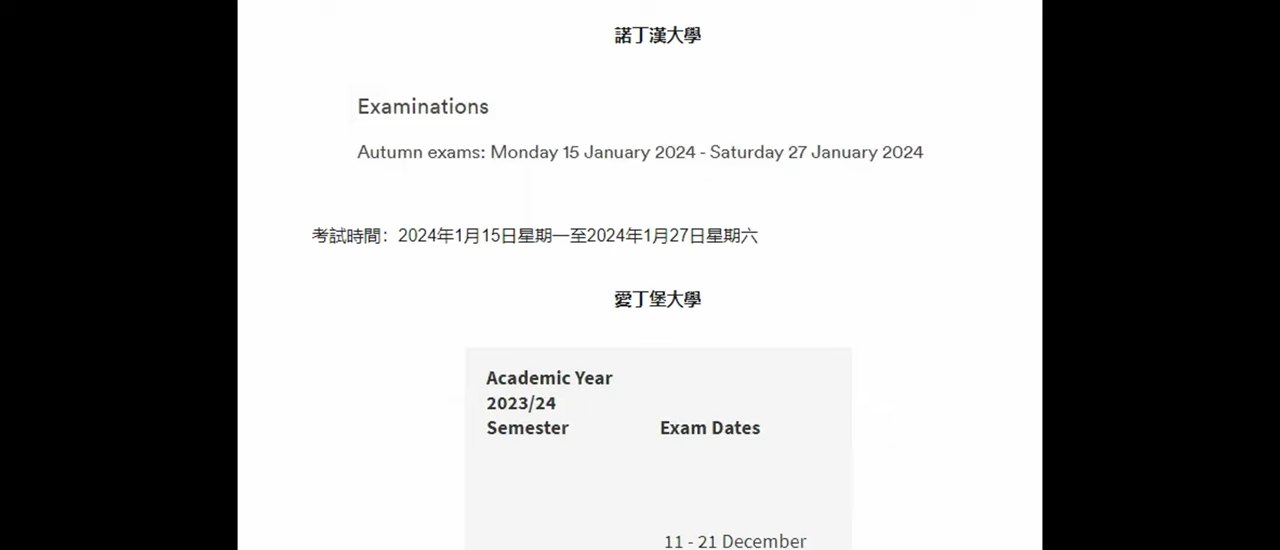 諾丁漢大學
Examinations
Autumn exams: Monday 15 January 2024 - Saturday 27 January 2024
考試時間：2024年1月15日星期一至2024年1月27日星期六
愛丁堡大學
Academic Year
2023/24
Semester Exam Dates
11 - 21 December